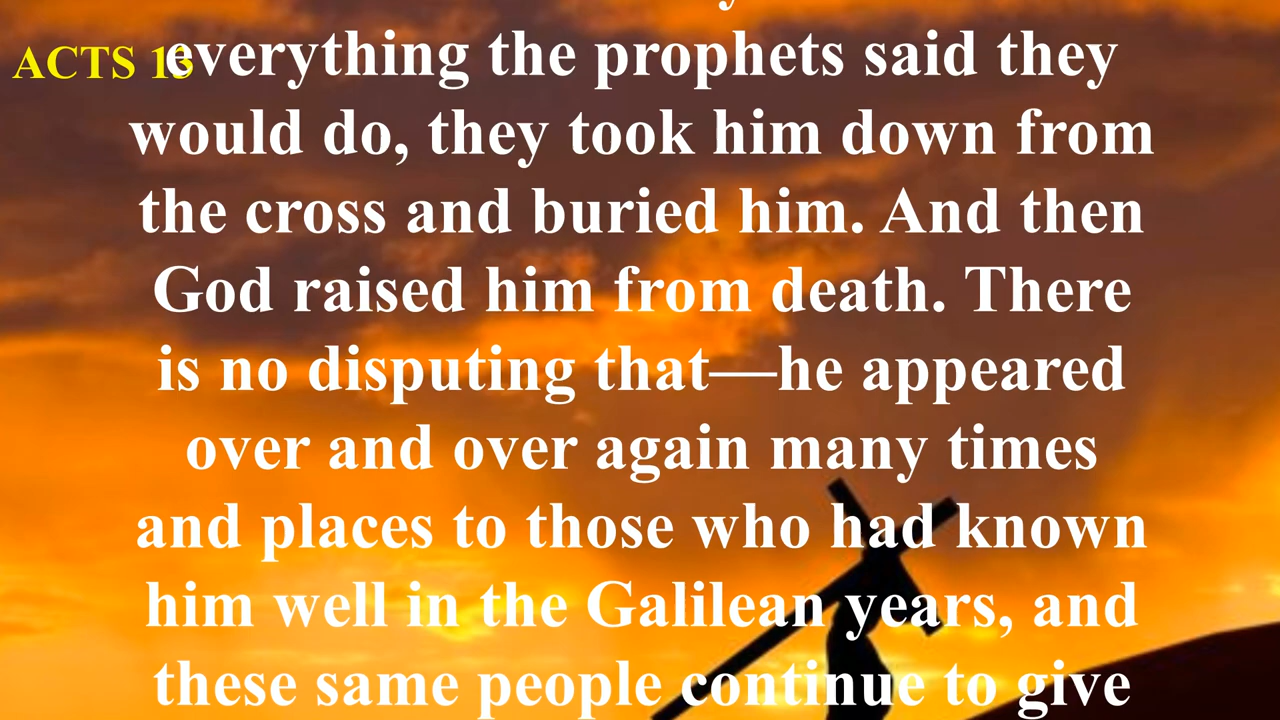 ACTS 13
everything the prophets said they
would do, they took him down from
the cross and buried him. And then
God raised him from death. There
is no disputing that—he appeared
over and over again many times
and places to those who had known
him well in the Galilean years, and
these same people continue to give